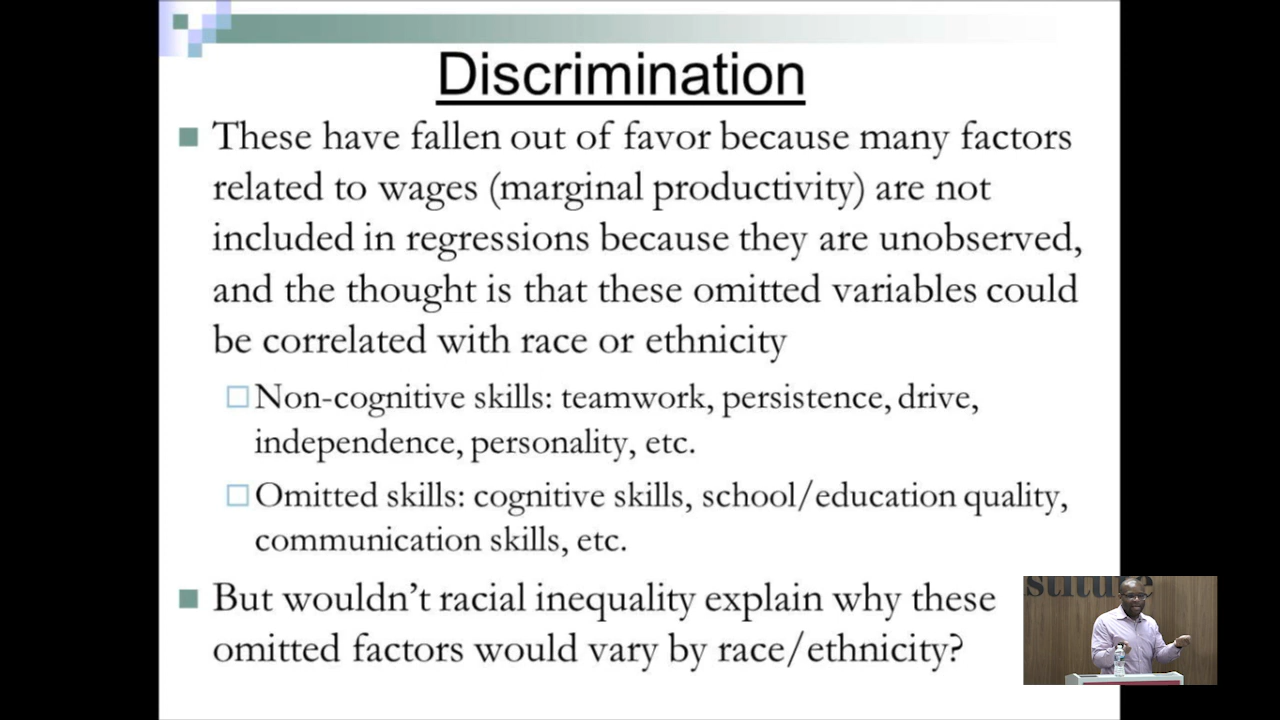 Discrimination
These have fallen out of favor because many factors
related to wages (marginal productivity) are not
included in regressions because they are unobserved,
and the thought is that these omitted variables could
be correlated with race or ethnicity
Non-cognitive skills: teamwork, persistence, drive,
independence, personality, etc.
Omitted skills: cognitive skills, school/education quality,
communication skills, etc.
But wouldn't racial inequality explain why these
omitted factors would vary by race/ethnicity?
stitute